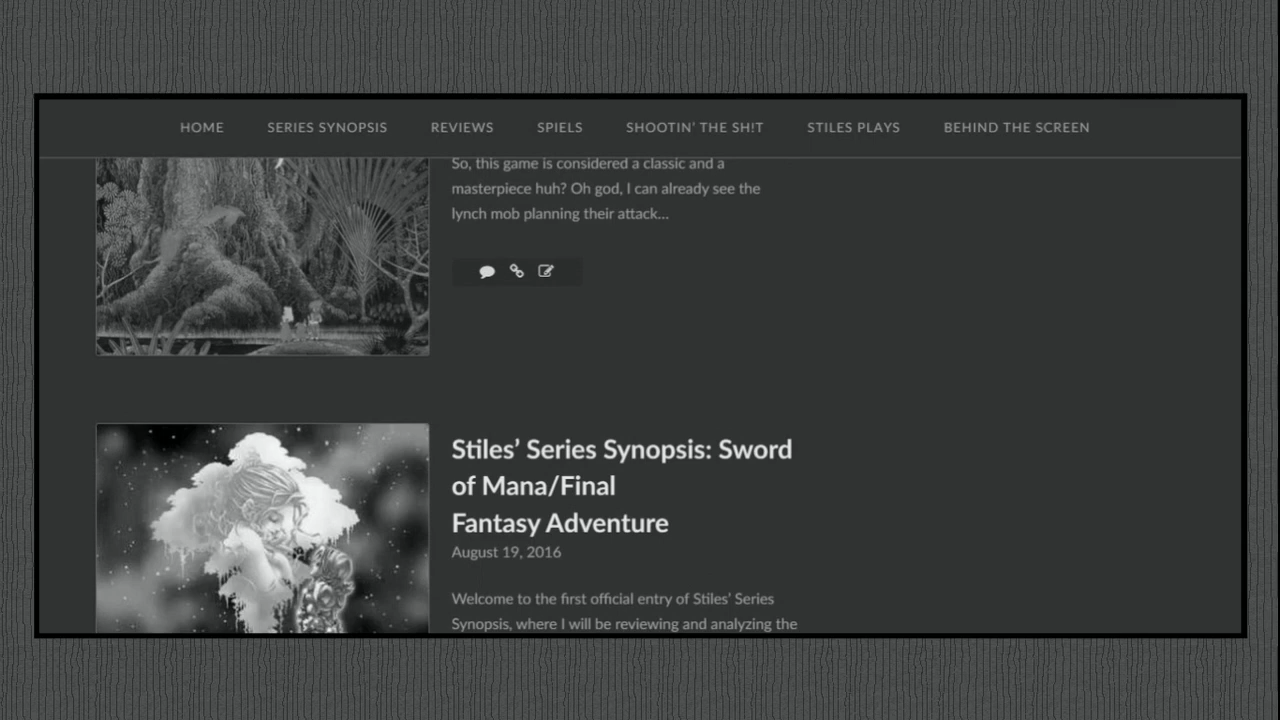 HOME SERIES SYNOPSIS REVIEWS SPIELS SHOOTIN' THE SH!T STILES PLAYS BEHIND THE SCREEN
So, this game is considered a classic and a
masterpiece huh? Oh god, I can already see the
lynch mob planning their attack...
Stiles’ Series Synopsis: Sword
of Mana/Final
Fantasy Adventure
August 19, 2016
Welcome to the first official entry of Stiles’ Series
Synopsis, where I will be reviewing and analyzing the